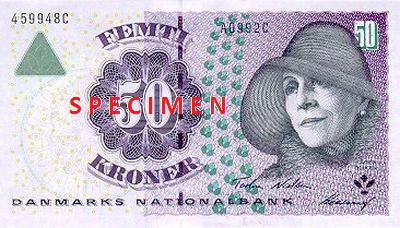 459948C
A0992C
FEMTI
50
SPECIMEN
50
KRONER
DANMARKS NATIONALBANK